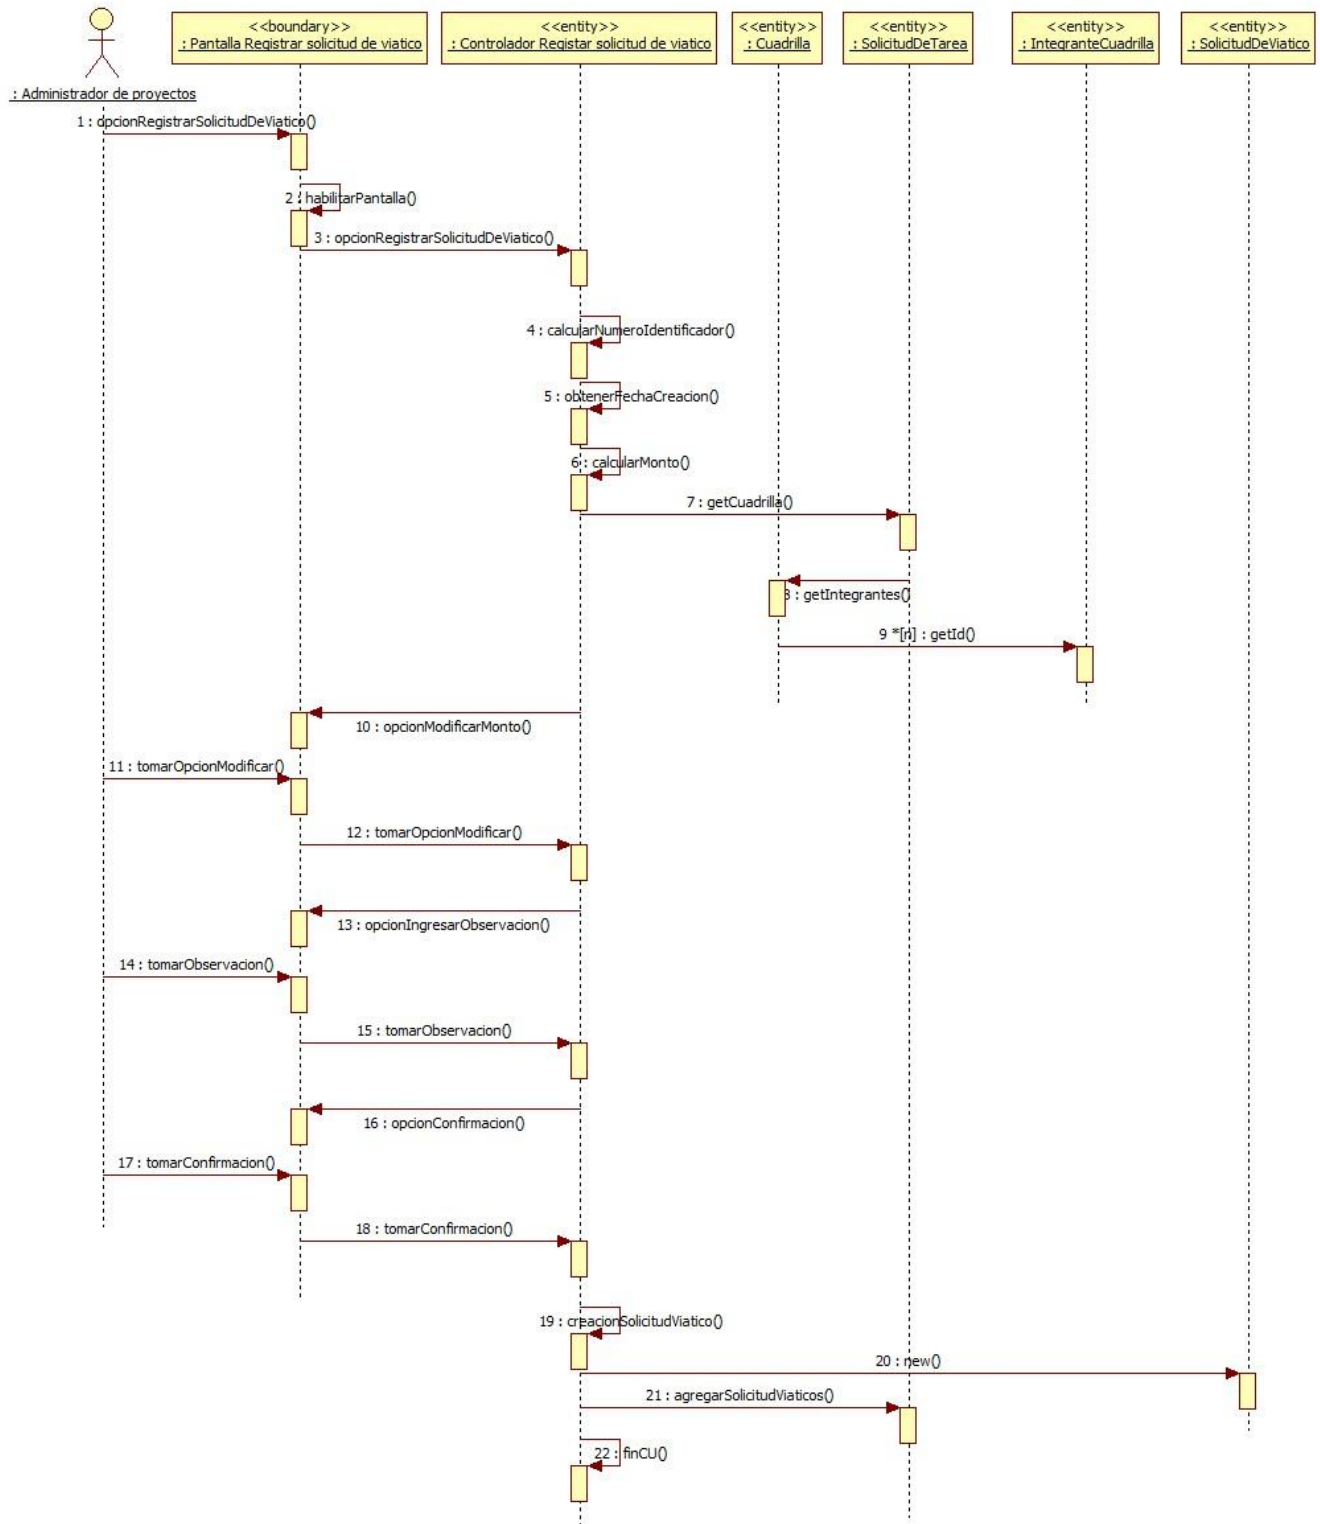 <<boundary>>
: Pantalla Registrar solicitud de viatico
<<entity>>
: Controlador Registar solicitud de viatico
<<entity>>
: Cuadrilla
<<entity>>
: SolicitudDeTarea
<<entity>>
: IntegranteCuadrilla
<<entity>>
: SolicitudDeViatico
: Administrador de proyectos
1 : opcionRegistrarSolicitudDeViatico()
2 : habilitarPantalla()
3 : opcionRegistrarSolicitudDeViatico()
4 : calcularNumeroIdentificador()
5 : obtenerFechaCreacion()
6 : calcularMonto()
7 : getCuadrilla()
8 : getIntegrantes()
9 *[n] : getId()
10 : opcionModificarMonto()
11 : tomarOpcionModificar()
12 : tomarOpcionModificar()
13 : opcionIngresarObservacion()
14 : tomarObservacion()
15 : tomarObservacion()
16 : opcionConfirmacion()
17 : tomarConfirmacion()
18 : tomarConfirmacion()
19 : creacionSolicitudViatico()
20 : new()
21 : agregarSolicitudViaticos()
22 : finCU()